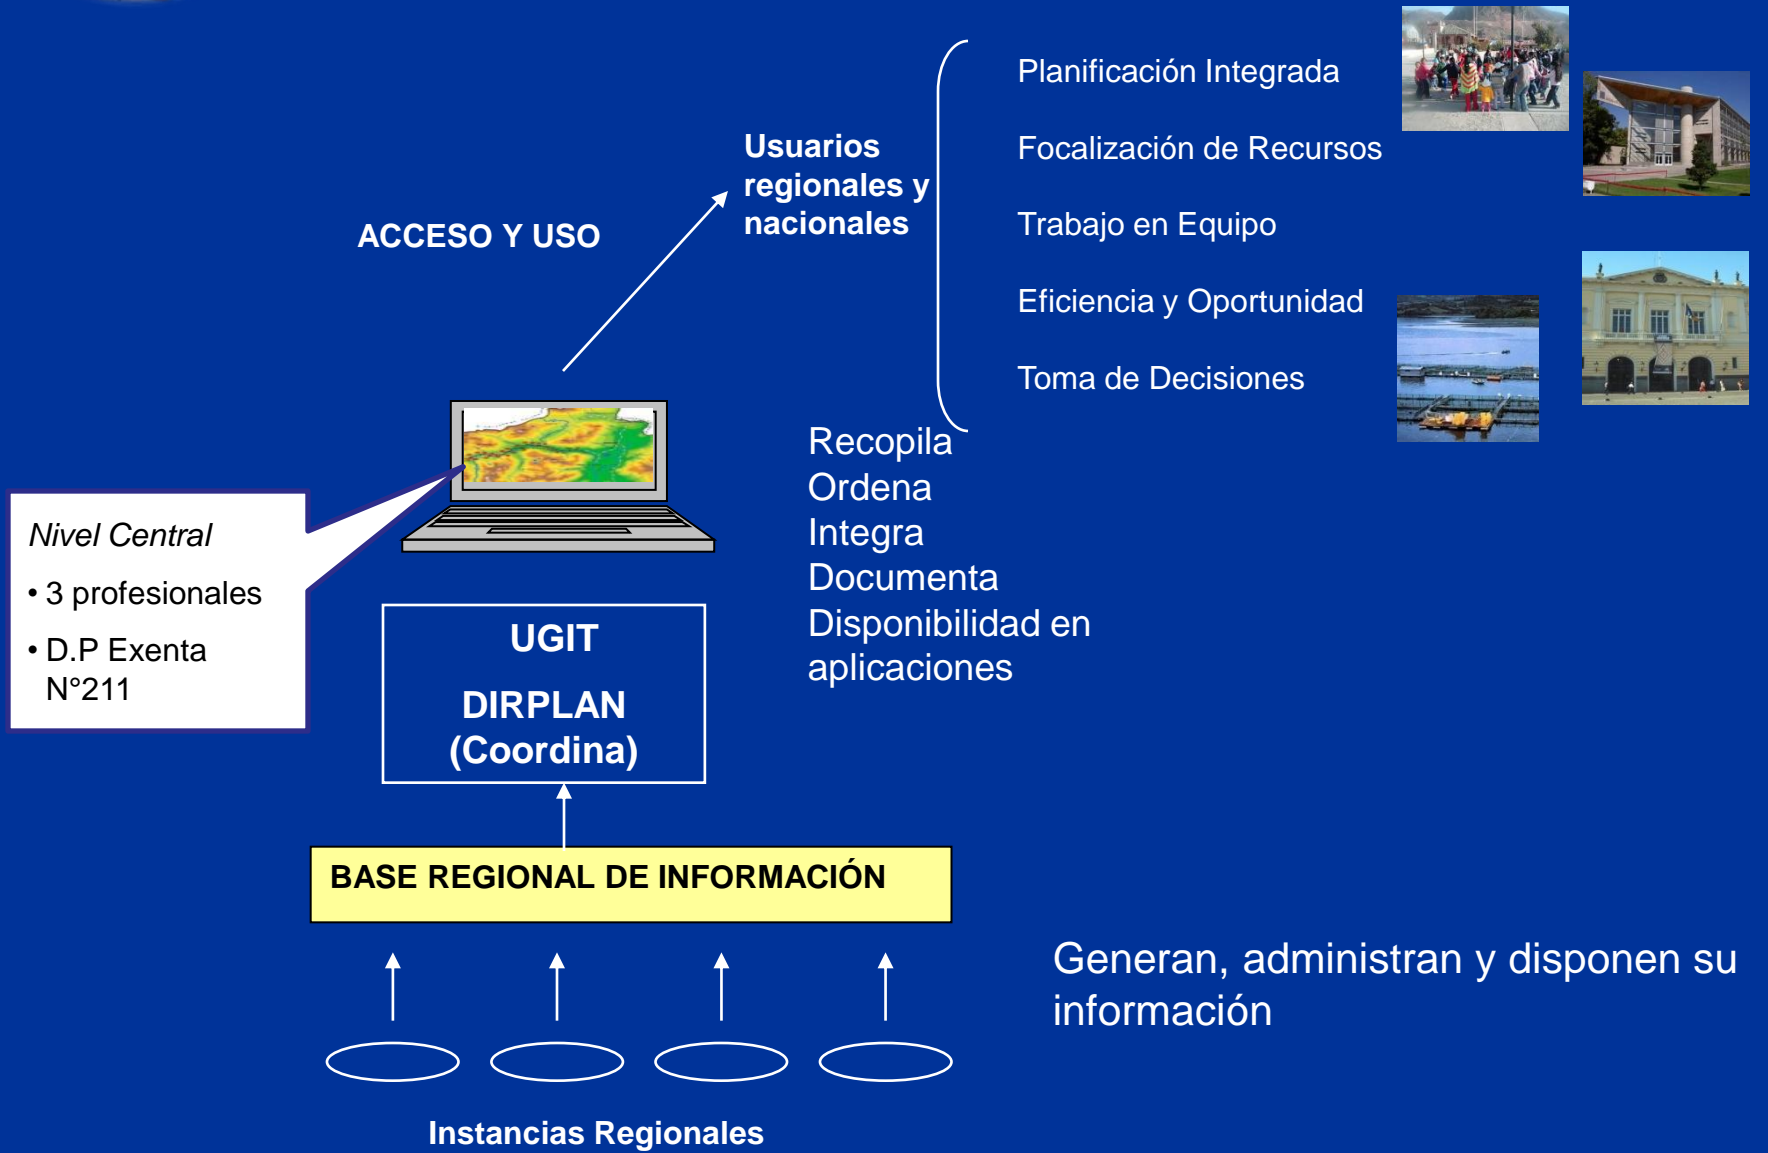 Planificación Integrada
Focalización de Recursos
Trabajo en Equipo
Eficiencia y Oportunidad
Toma de Decisiones
Usuarios
regionales y
nacionales
ACCESO Y USO
Recopila
Ordena
Integra
Documenta
Disponibilidad en
aplicaciones
Nivel Central
• 3 profesionales
• D.P Exenta
N°211
UGIT
DIRPLAN
(Coordina)
BASE REGIONAL DE INFORMACIÓN
Generan, administran y disponen su
información
Instancias Regionales